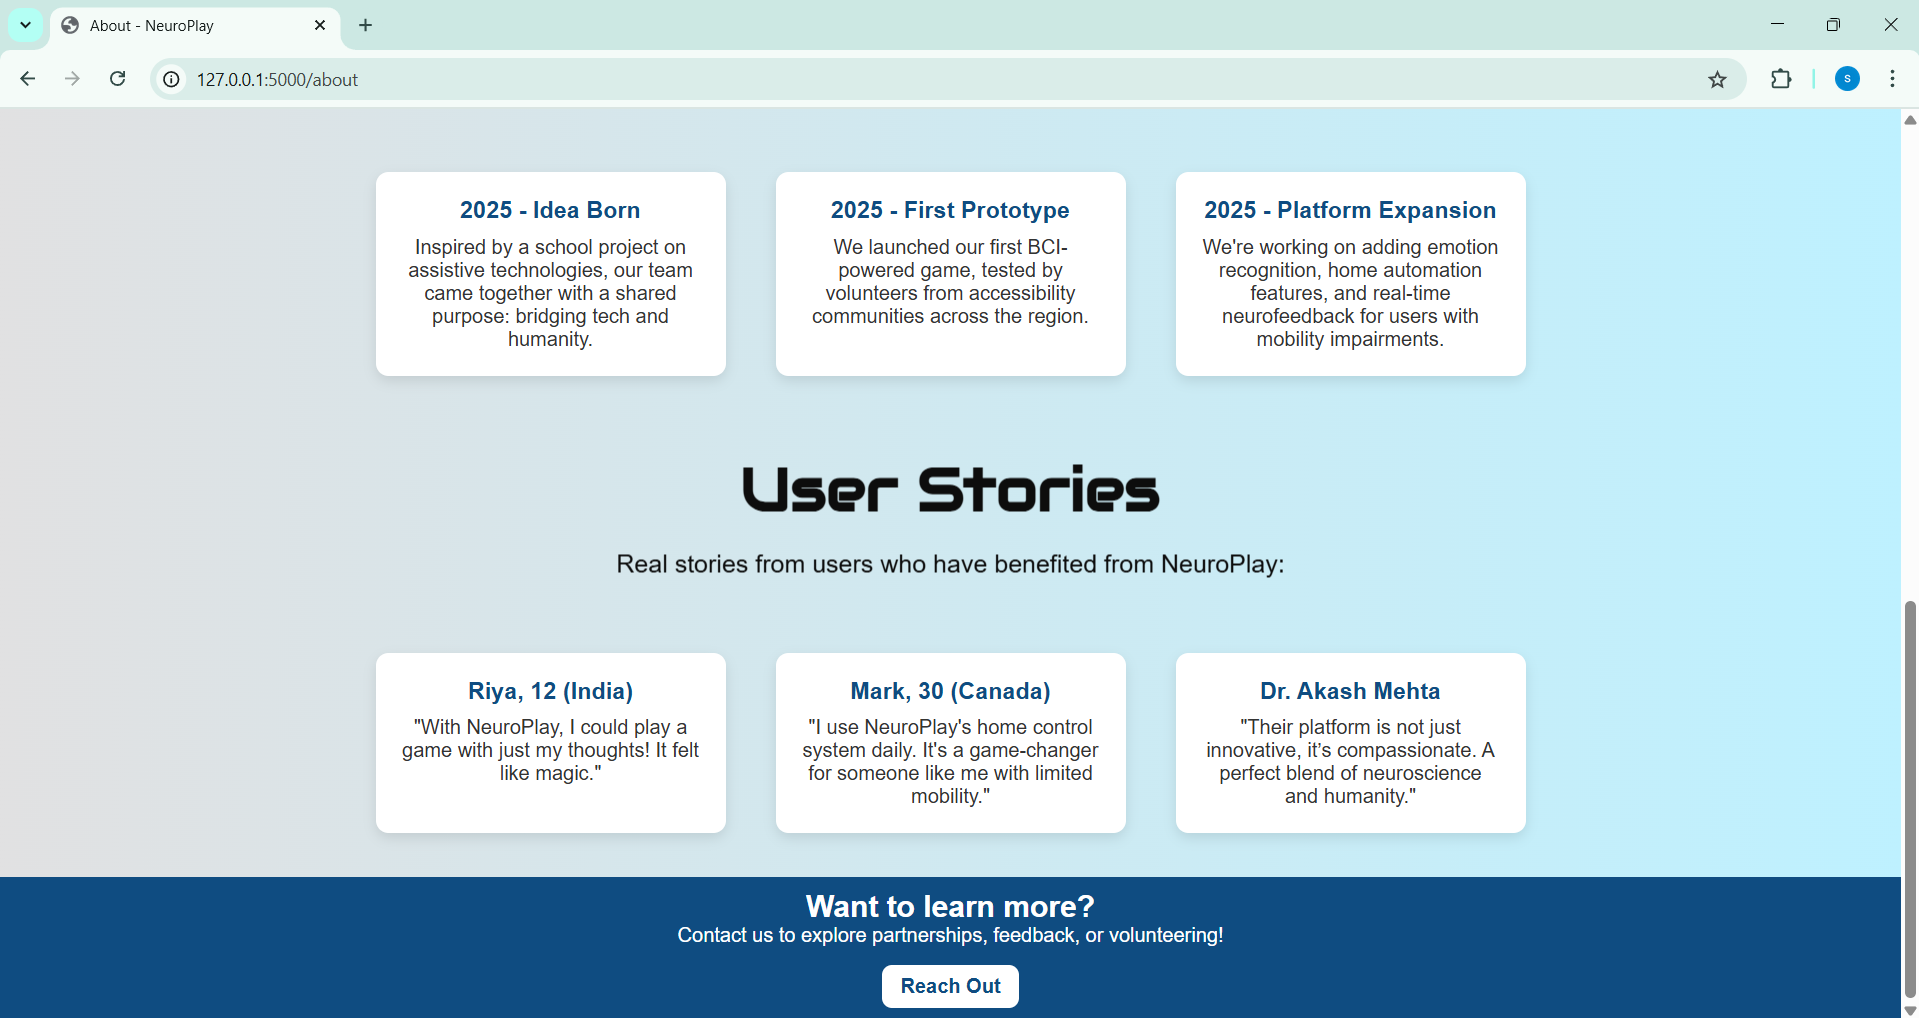 About - NeuroPlay
127.0.0.1:5000/about
S
2025 - Idea Born
Inspired by a school project on
assistive technologies, our team
came together with a shared
purpose: bridging tech and
humanity.
2025 - First Prototype
We launched our first BCI-
powered game, tested by
volunteers from accessibility
communities across the region.
2025 - Platform Expansion
We're working on adding emotion
recognition, home automation
features, and real-time
neurofeedback for users with
mobility impairments.
User Stories
Real stories from users who have benefited from NeuroPlay:
Riya, 12 (India)
"With NeuroPlay, I could play a
game with just my thoughts! It felt
like magic."
Mark, 30 (Canada)
"I use NeuroPlay's home control
system daily. It's a game-changer
for someone like me with limited
mobility."
Dr. Akash Mehta
"Their platform is not just
innovative, it’s compassionate. A
perfect blend of neuroscience
and humanity."
Want to learn more?
Contact us to explore partnerships, feedback, or volunteering!
Reach Out